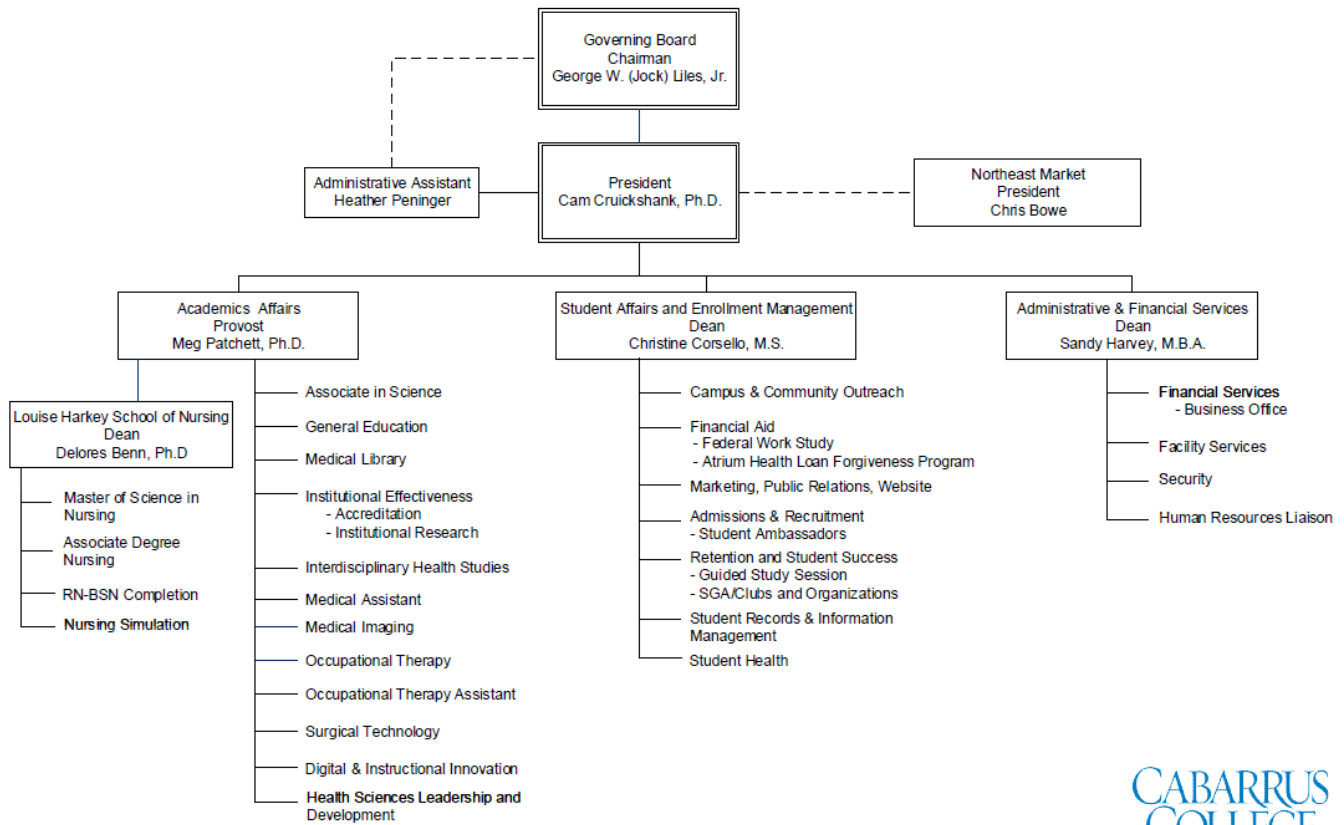 Governing Board
Chairman
George W. (Jock) Liles, Jr.
Administrative Assistant
Heather Peninger
President
Cam Cruickshank, Ph.D.
Northeast Market
President
Chris Bowe
Academics Affairs
Provost
Meg Patchett, Ph.D.
Student Affairs and Enrollment Management
Dean
Christine Corsello, M.S.
Administrative & Financial Services
Dean
Sandy Harvey, M.B.A.
Louise Harkey School of Nursing
Dean
Delores Benn, Ph.D
Master of Science in
Nursing
Associate Degree
Nursing
RN-BSN Completion
Nursing Simulation
Associate in Science
General Education
Medical Library
Institutional Effectiveness
- Accreditation
- Institutional Research
Interdisciplinary Health Studies
Medical Assistant
Medical Imaging
Occupational Therapy
Occupational Therapy Assistant
Surgical Technology
Digital & Instructional Innovation
Health Sciences Leadership and
Development
Campus & Community Outreach
Financial Aid
- Federal Work Study
- Atrium Health Loan Forgiveness Program
Marketing, Public Relations, Website
Admissions & Recruitment
- Student Ambassadors
Retention and Student Success
- Guided Study Session
- SGA/Clubs and Organizations
Student Records & Information
Management
Student Health
Financial Services
- Business Office
Facility Services
Security
Human Resources Liaison
CABARRUS
COLLEGE